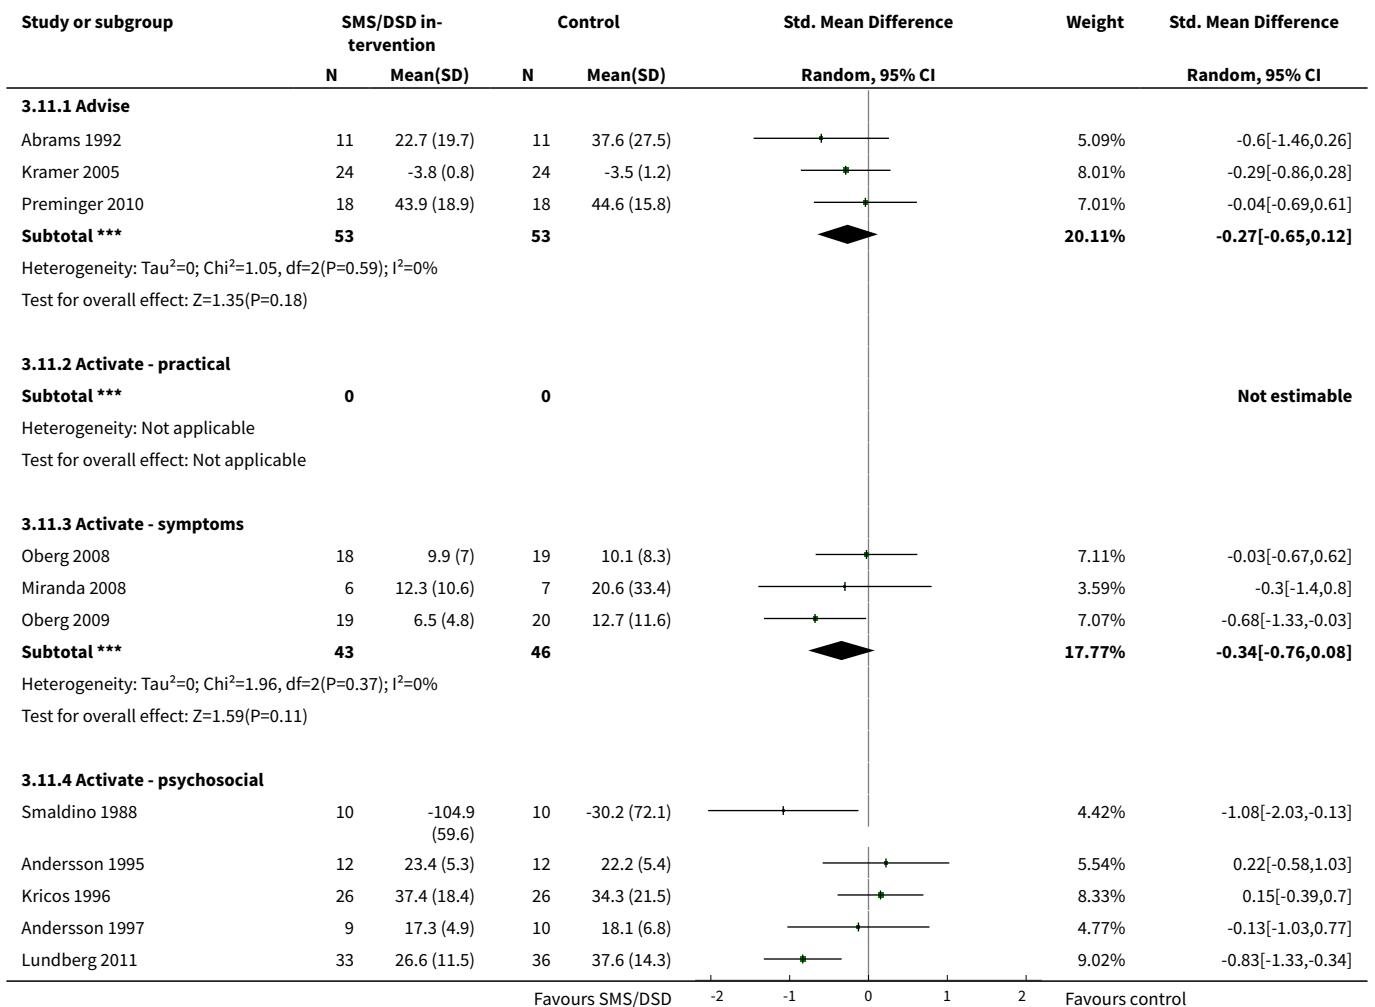 Study or subgroup SMS/DSD in- Control Std. Mean Difference Weight Std. Mean Difference
tervention
N Mean(SD) N Mean(SD) Random, 95% CI Random, 95% CI
3.11.1 Advise
Abrams 1992 11 22.7 (19.7) 11 37.6 (27.5) 5.09% -0.6[-1.46,0.26]
Kramer 2005 24 -3.8 (0.8) 24 -3.5 (1.2) 8.01% -0.29[-0.86,0.28]
Preminger 2010 18 43.9 (18.9) 18 44.6 (15.8) 7.01% -0.04[-0.69,0.61]
Subtotal *** 53 53 20.11% -0.27[-0.65,0.12]
Heterogeneity: Tau²=0; Chi²=1.05, df=2(P=0.59); I²=0%
Test for overall effect: Z=1.35(P=0.18)
3.11.2 Activate - practical
Subtotal *** 0 0 Not estimable
Heterogeneity: Not applicable
Test for overall effect: Not applicable
3.11.3 Activate - symptoms
Oberg 2008 18 9.9 (7) 19 10.1 (8.3) 7.11% -0.03[-0.67,0.62]
Miranda 2008 6 12.3 (10.6) 7 20.6 (33.4) 3.59% -0.3[-1.4,0.8]
Oberg 2009 19 6.5 (4.8) 20 12.7 (11.6) 7.07% -0.68[-1.33,-0.03]
Subtotal *** 43 46 17.77% -0.34[-0.76,0.08]
Heterogeneity: Tau²=0; Chi²=1.96, df=2(P=0.37); I²=0%
Test for overall effect: Z=1.59(P=0.11)
3.11.4 Activate - psychosocial
Smaldino 1988 10 -104.9 10 -30.2 (72.1) 4.42% -1.08[-2.03,-0.13]
(59.6)
Andersson 1995 12 23.4 (5.3) 12 22.2 (5.4) 5.54% 0.22[-0.58,1.03]
Kricos 1996 26 37.4 (18.4) 26 34.3 (21.5) 8.33% 0.15[-0.39,0.7]
Andersson 1997 9 17.3 (4.9) 10 18.1 (6.8) 4.77% -0.13[-1.03,0.77]
Lundberg 2011 33 26.6 (11.5) 36 37.6 (14.3) 9.02% -0.83[-1.33,-0.34]
Favours SMS/DSD -2 -1 0 1 2 Favours control